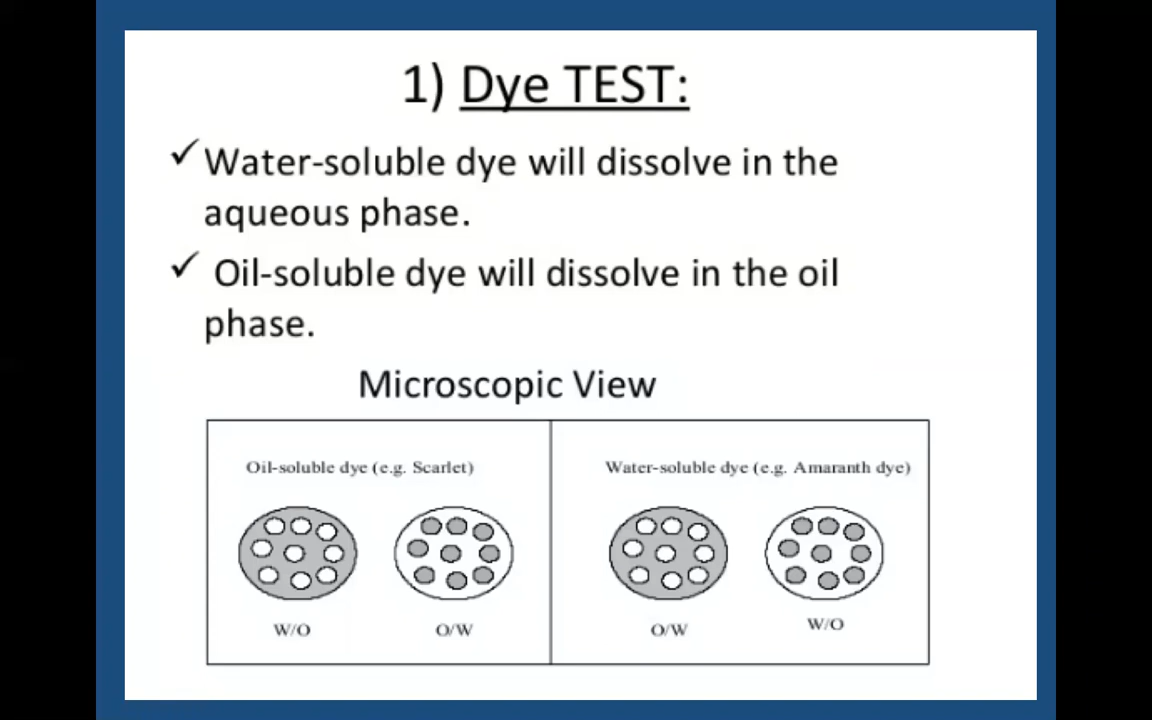 1) Dye TEST:
✓Water-soluble dye will dissolve in the
aqueous phase.
✓ Oil-soluble dye will dissolve in the oil
phase.
Microscopic View
Oil-soluble dye (e.g. Scarlet)
Water-soluble dye (e.g. Amaranth dye)
W/O
O/W
O/W
W/O